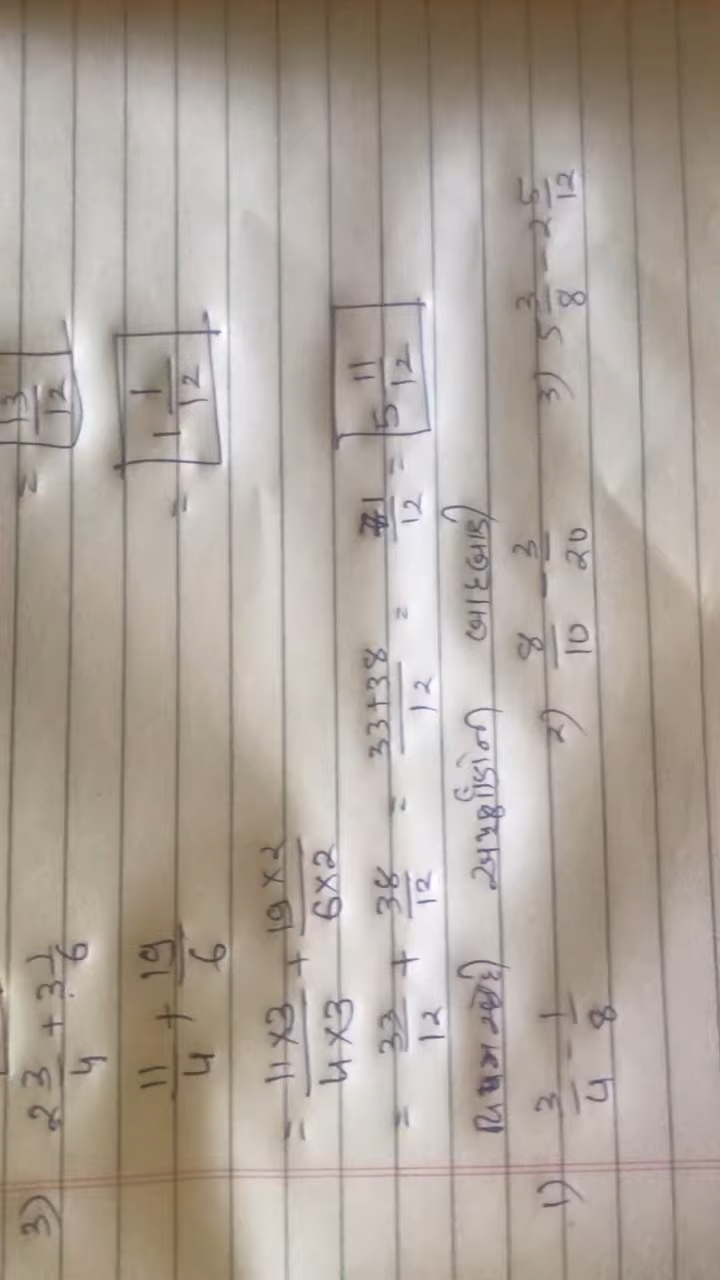 3) 2 3/4 + 3 1/6 = 13/12
11/4 + 19/6 = 1 1/12
= 11×3/4×3 + 19×2/6×2
= 33/12 + 38/12 = 33+38/12 = 71/12 = 5 11/12
બાદબાકી
1) 3/4 - 1/8 2) 8/10 - 3/20 3) 5 3/8 - 2 5/12